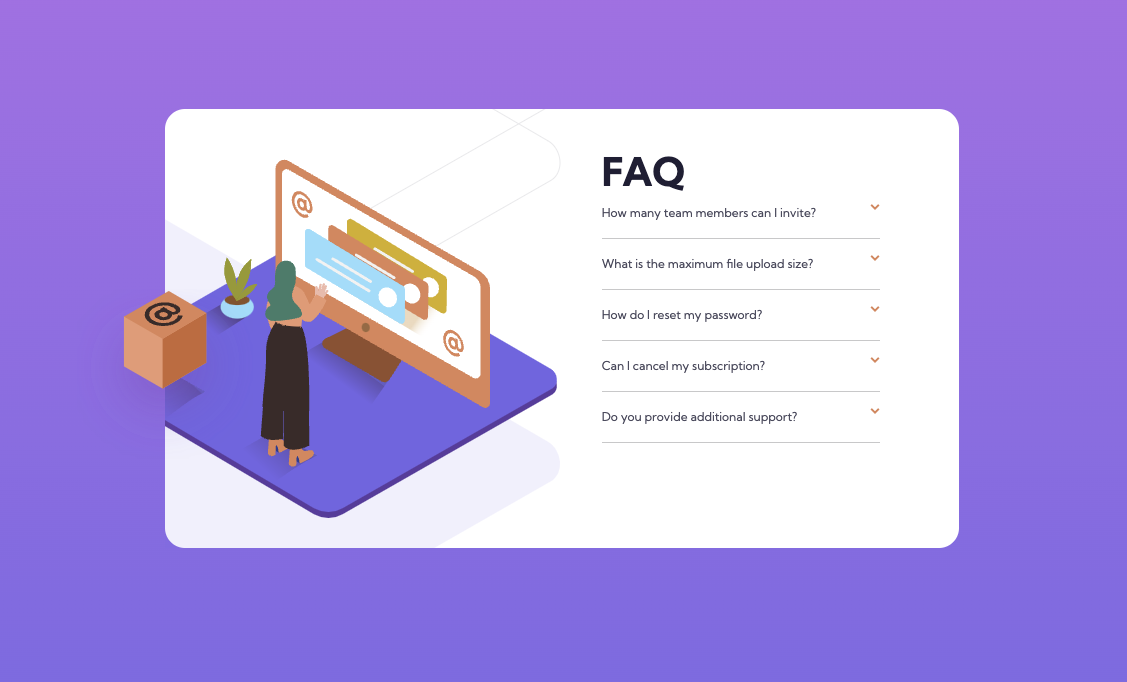 @
@
@
FAQ
How many team members can I invite?
What is the maximum file upload size?
How do I reset my password?
Can I cancel my subscription?
Do you provide additional support?